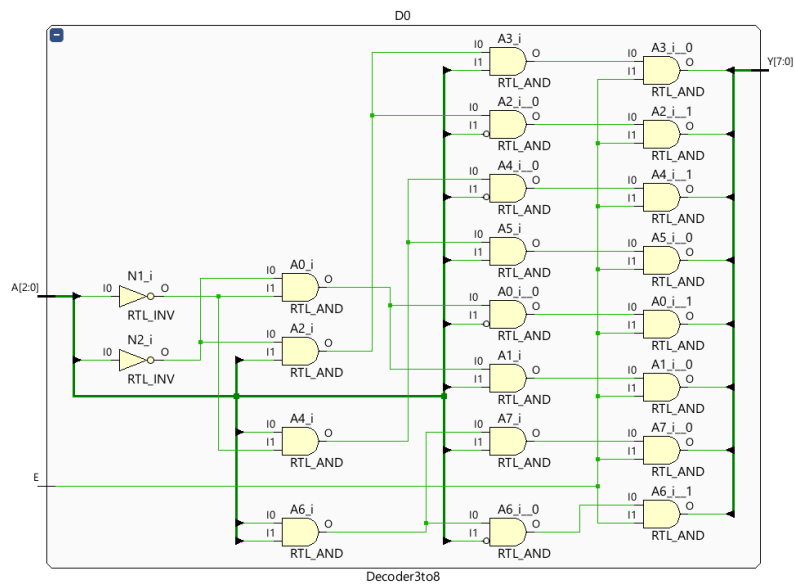 D0
A3_i
I0
O
I1
RTL_AND
A3_i__0
I0
O
I1
RTL_AND
Y[7:0]
A2_i__0
I0
O
I1
RTL_AND
A2_i__1
I0
O
I1
RTL_AND
A4_i__0
I0
O
I1
RTL_AND
A4_i__1
I0
O
I1
RTL_AND
A5_i
I0
O
I1
RTL_AND
A5_i__0
I0
O
I1
RTL_AND
A[2:0]
N1_i
I0
O
RTL_INV
A0_i
I0
O
I1
RTL_AND
A0_i__0
I0
O
I1
RTL_AND
A0_i__1
I0
O
I1
RTL_AND
N2_i
I0
O
RTL_INV
A2_i
I0
O
I1
RTL_AND
A1_i
I0
O
I1
RTL_AND
A1_i__0
I0
O
I1
RTL_AND
A4_i
I0
O
I1
RTL_AND
A7_i
I0
O
I1
RTL_AND
A7_i__0
I0
O
I1
RTL_AND
E
A6_i
I0
O
I1
RTL_AND
A6_i__0
I0
O
I1
RTL_AND
A6_i__1
I0
O
I1
RTL_AND
Decoder3to8